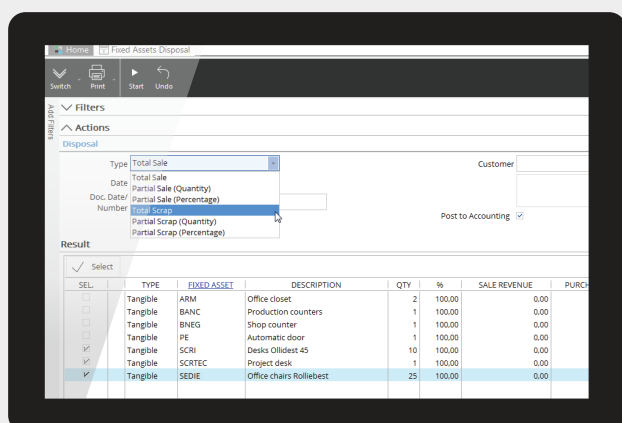 Home Fixed Assets Disposal
Switch Print Start Undo
Add Filters
Filters
Actions
Disposal
Type Total Sale Customer
Total Sale
Date Partial Sale (Quantity)
Doc. Date/ Partial Sale (Percentage)
Number Total Scrap
Partial Scrap (Quantity) Post to Accounting
Partial Scrap (Percentage)
Result
Select
SEL. TYPE FIXED ASSET DESCRIPTION QTY % SALE REVENUE PURCH
Tangible ARM Office closet 2 100,00 0,00
Tangible BANC Production counters 1 100,00 0,00
Tangible BNEG Shop counter 1 100,00 0,00
Tangible PE Automatic door 1 100,00 0,00
Tangible SCRI Desks Ollidest 45 10 100,00 0,00
Tangible SCRTEC Project desk 1 100,00 0,00
Tangible SEDIE Office chairs Rolliebest 25 100,00 0,00